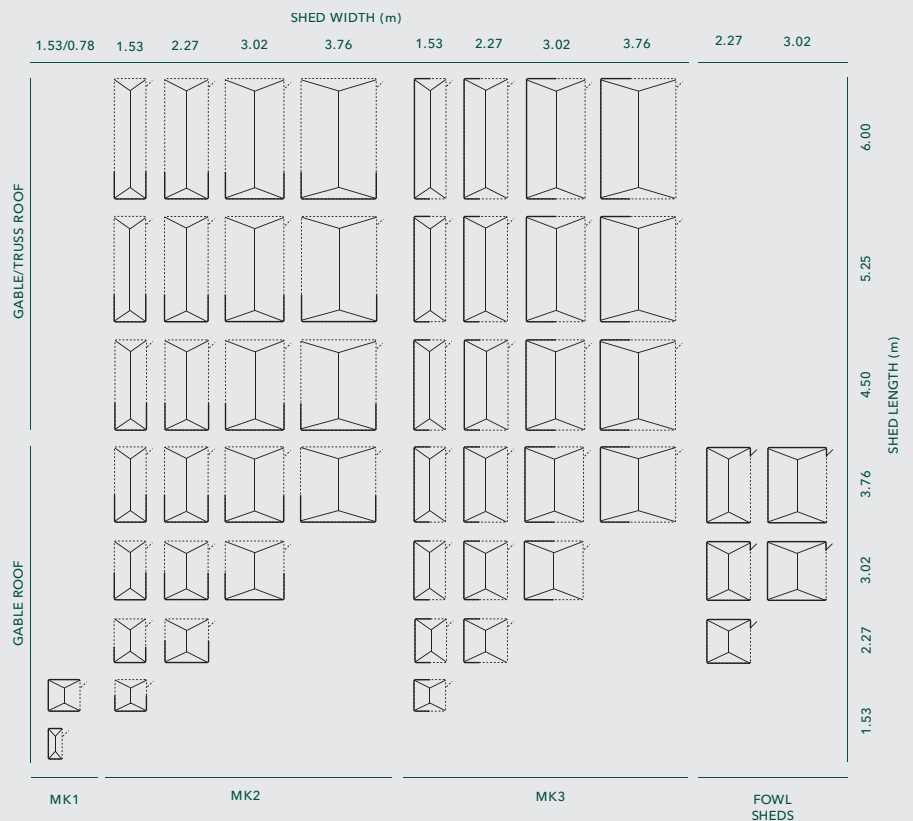 SHED WIDTH (m)
1.53/0.78 1.53 2.27 3.02 3.76 1.53 2.27 3.02 3.76 2.27 3.02
GABLE/TRUSS ROOF
GABLE ROOF
6.00
5.25
4.50
3.76
3.02
2.27
1.53
SHED LENGTH (m)
MK1 MK2 MK3 FOWL
SHEDS